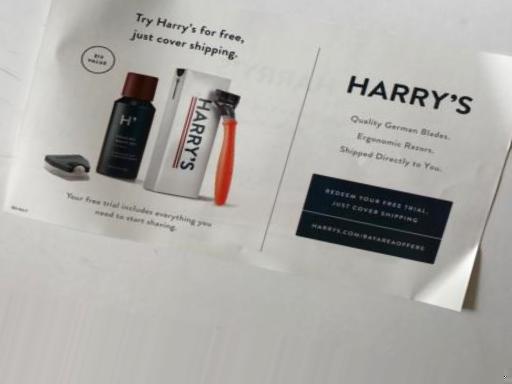 Try Harry's for free,
just cover shipping.
$13
VALUE
H'
HARRY'S
Your free trial includes everything you
need to start shaving.
HARRY'S
Quality German Blades.
Ergonomic Razors.
Shipped Directly to You.
REDEEM YOUR FREE TRIAL,
JUST COVER SHIPPING
HARRYS.COM/BAYAREAOFFERS